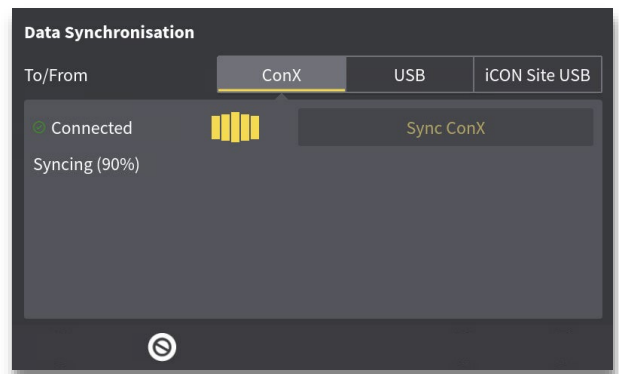 Data Synchronisation
To/From ConX USB iCON Site USB
Connected Sync ConX
Syncing (90%)